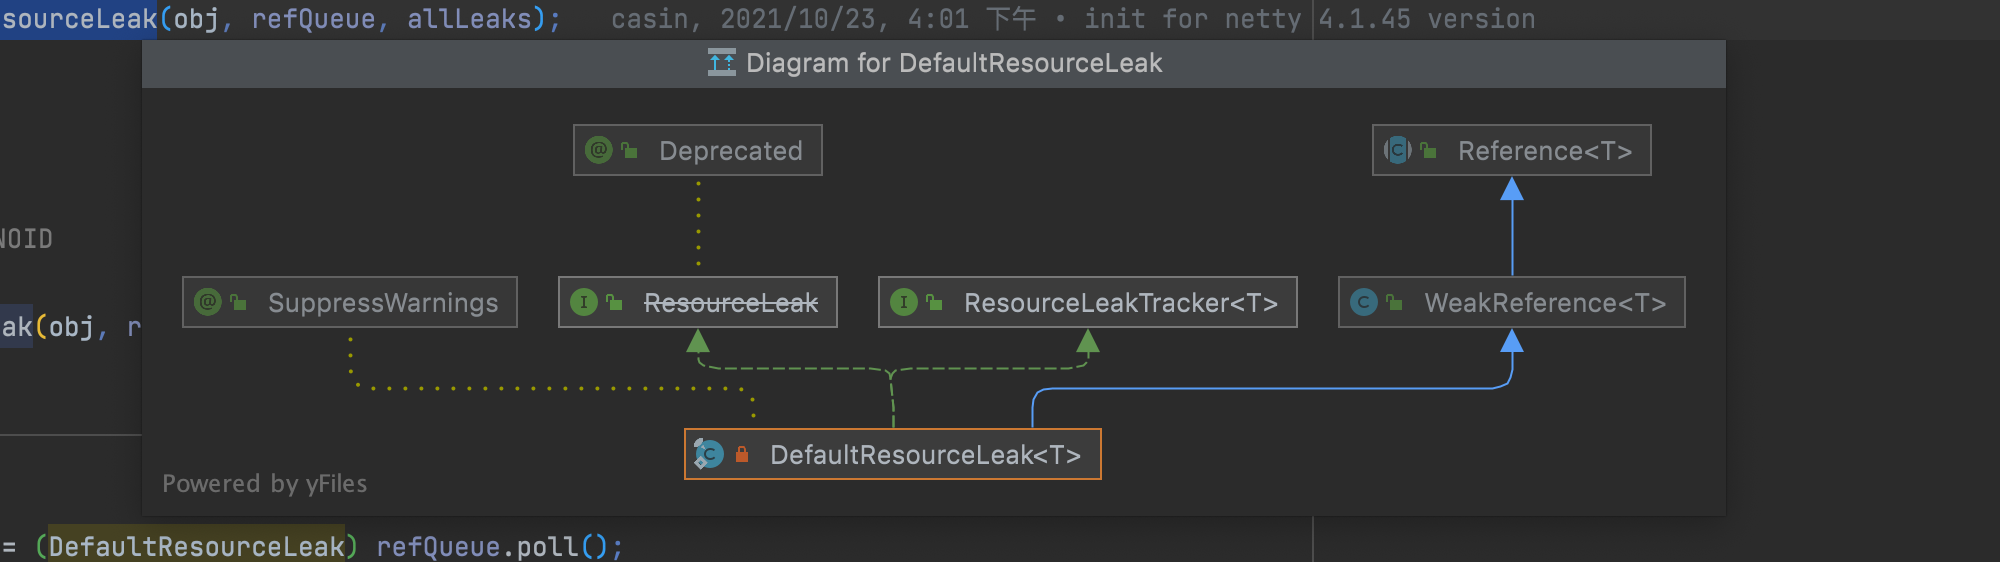 sourceLeak(obj, refQueue, allLeaks); casin, 2021/10/23, 4:01 下午 • init for netty 4.1.45 version
Diagram for DefaultResourceLeak
Deprecated
Reference<T>
NOID
SuppressWarnings
ResourceLeak
ResourceLeakTracker<T>
WeakReference<T>
ak(obj, r
DefaultResourceLeak<T>
Powered by yFiles
= (DefaultResourceLeak) refQueue.poll();